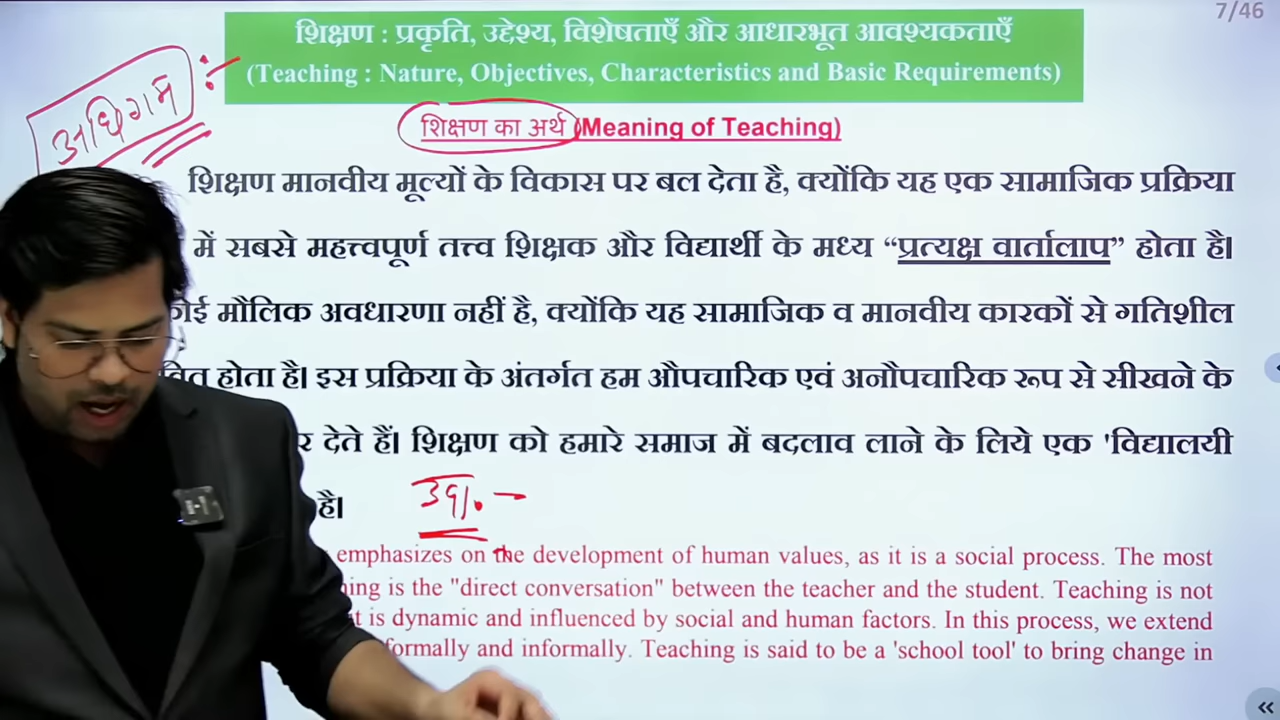 7/46
शिक्षण : प्रकृति, उद्देश्य, विशेषताएँ और आधारभूत आवश्यकताएँ
(Teaching : Nature, Objectives, Characteristics and Basic Requirements)
अधिगम :-
शिक्षण का अर्थ (Meaning of Teaching)
शिक्षण मानवीय मूल्यों के विकास पर बल देता है, क्योंकि यह एक सामाजिक प्रक्रिया
में सबसे महत्त्वपूर्ण तत्त्व शिक्षक और विद्यार्थी के मध्य “प्रत्यक्ष वार्तालाप” होता है।
मौलिक अवधारणा नहीं है, क्योंकि यह सामाजिक व मानवीय कारकों से गतिशील
होता है। इस प्रक्रिया के अंतर्गत हम औपचारिक एवं अनौपचारिक रूप से सीखने के
देते हैं। शिक्षण को हमारे समाज में बदलाव लाने के लिये एक 'विद्यालयी
है।
emphasizes on the development of human values, as it is a social process. The most
is the "direct conversation" between the teacher and the student. Teaching is not
is dynamic and influenced by social and human factors. In this process, we extend
and informally. Teaching is said to be a 'school tool' to bring change in